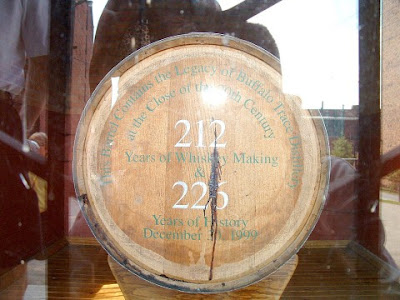 This Barrel Contains the Legacy of Buffalo Trace Distillery
at the Close of the 20th Century
212
Years of Whiskey Making
&
225
Years of History
December 1999